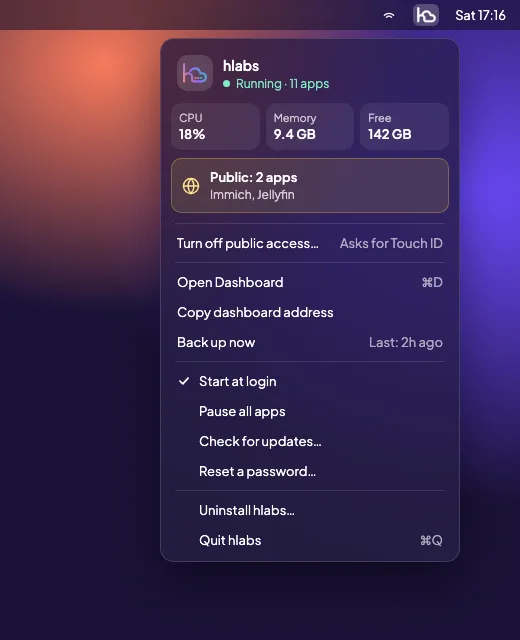 Sat 17:16
hlabs
Running · 11 apps
CPU
18%
Memory
9.4 GB
Free
142 GB
Public: 2 apps
Immich, Jellyfin
Turn off public access… Asks for Touch ID
Open Dashboard ⌘D
Copy dashboard address
Back up now Last: 2h ago
Start at login
Pause all apps
Check for updates…
Reset a password…
Uninstall hlabs…
Quit hlabs ⌘Q